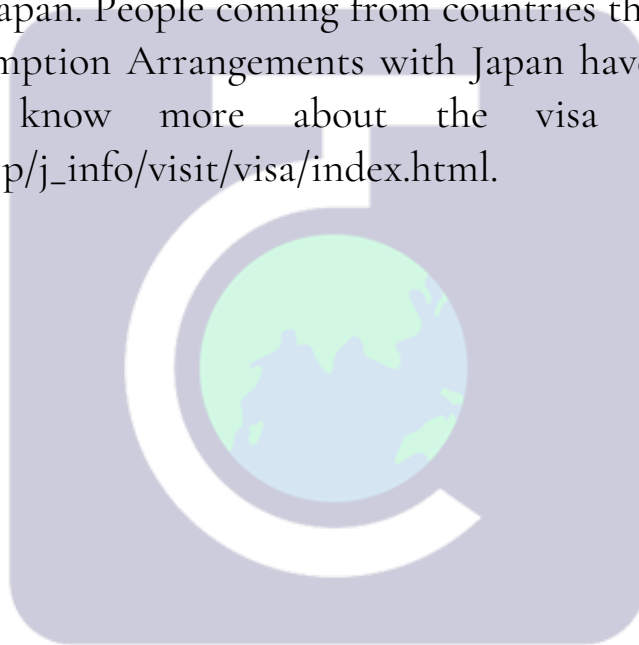 apan. People coming from countries th
mption Arrangements with Japan have
know more about the visa
p/j_info/visit/visa/index.html.